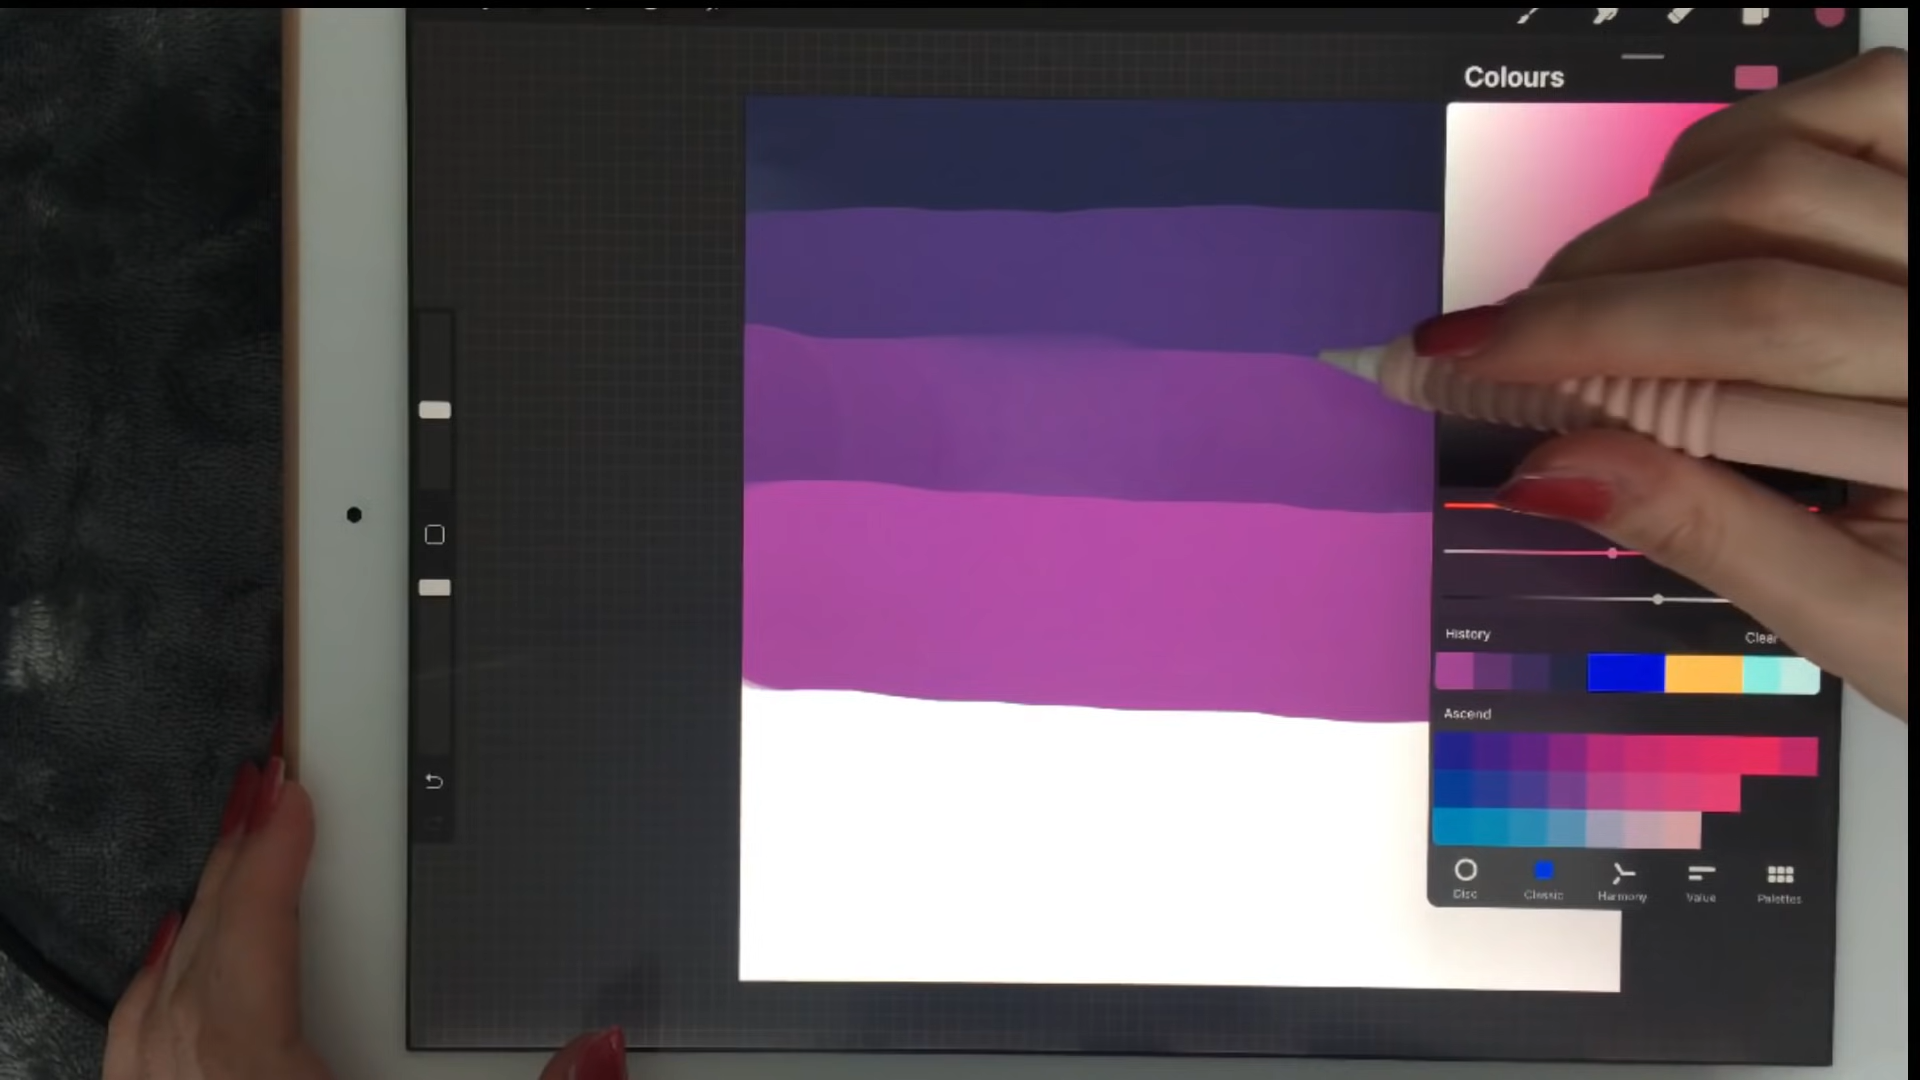 Colours
History
Clear
Ascend
Disc
Classic
Harmony
Value
Palettes